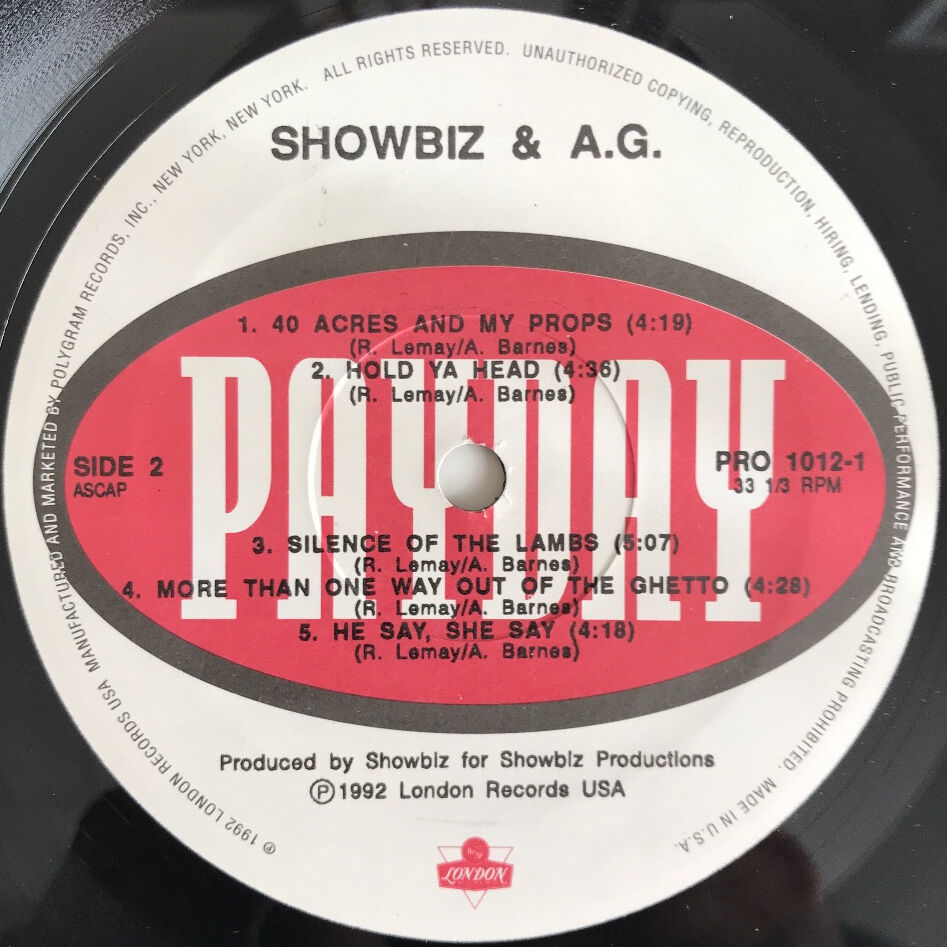 SHOWBIZ & A.G.
1. 40 ACRES AND MY PROPS (4:19)
(R. Lemay/A. Barnes)
2. HOLD YA HEAD (4:36)
(R. Lemay/A. Barnes)
PAYDAY
SIDE 2
ASCAP
PRO 1012-1
33 1/3 RPM
3. SILENCE OF THE LAMBS (5:07)
(R. Lemay/A. Barnes)
4. MORE THAN ONE WAY OUT OF THE GHETTO (4:28)
(R. Lemay/A. Barnes)
5. HE SAY, SHE SAY (4:18)
(R. Lemay/A. Barnes)
Produced by Showbiz for Showbiz Productions
Ⓟ1992 London Records USA
LONDON
℗ 1992 LONDON RECORDS USA MANUFACTURED AND MARKETED BY POLYGRAM RECORDS, INC., NEW YORK, NEW YORK. ALL RIGHTS RESERVED. UNAUTHORIZED COPYING, REPRODUCTION, HIRING, LENDING, PUBLIC PERFORMANCE AND BROADCASTING PROHIBITED. MADE IN U.S.A.